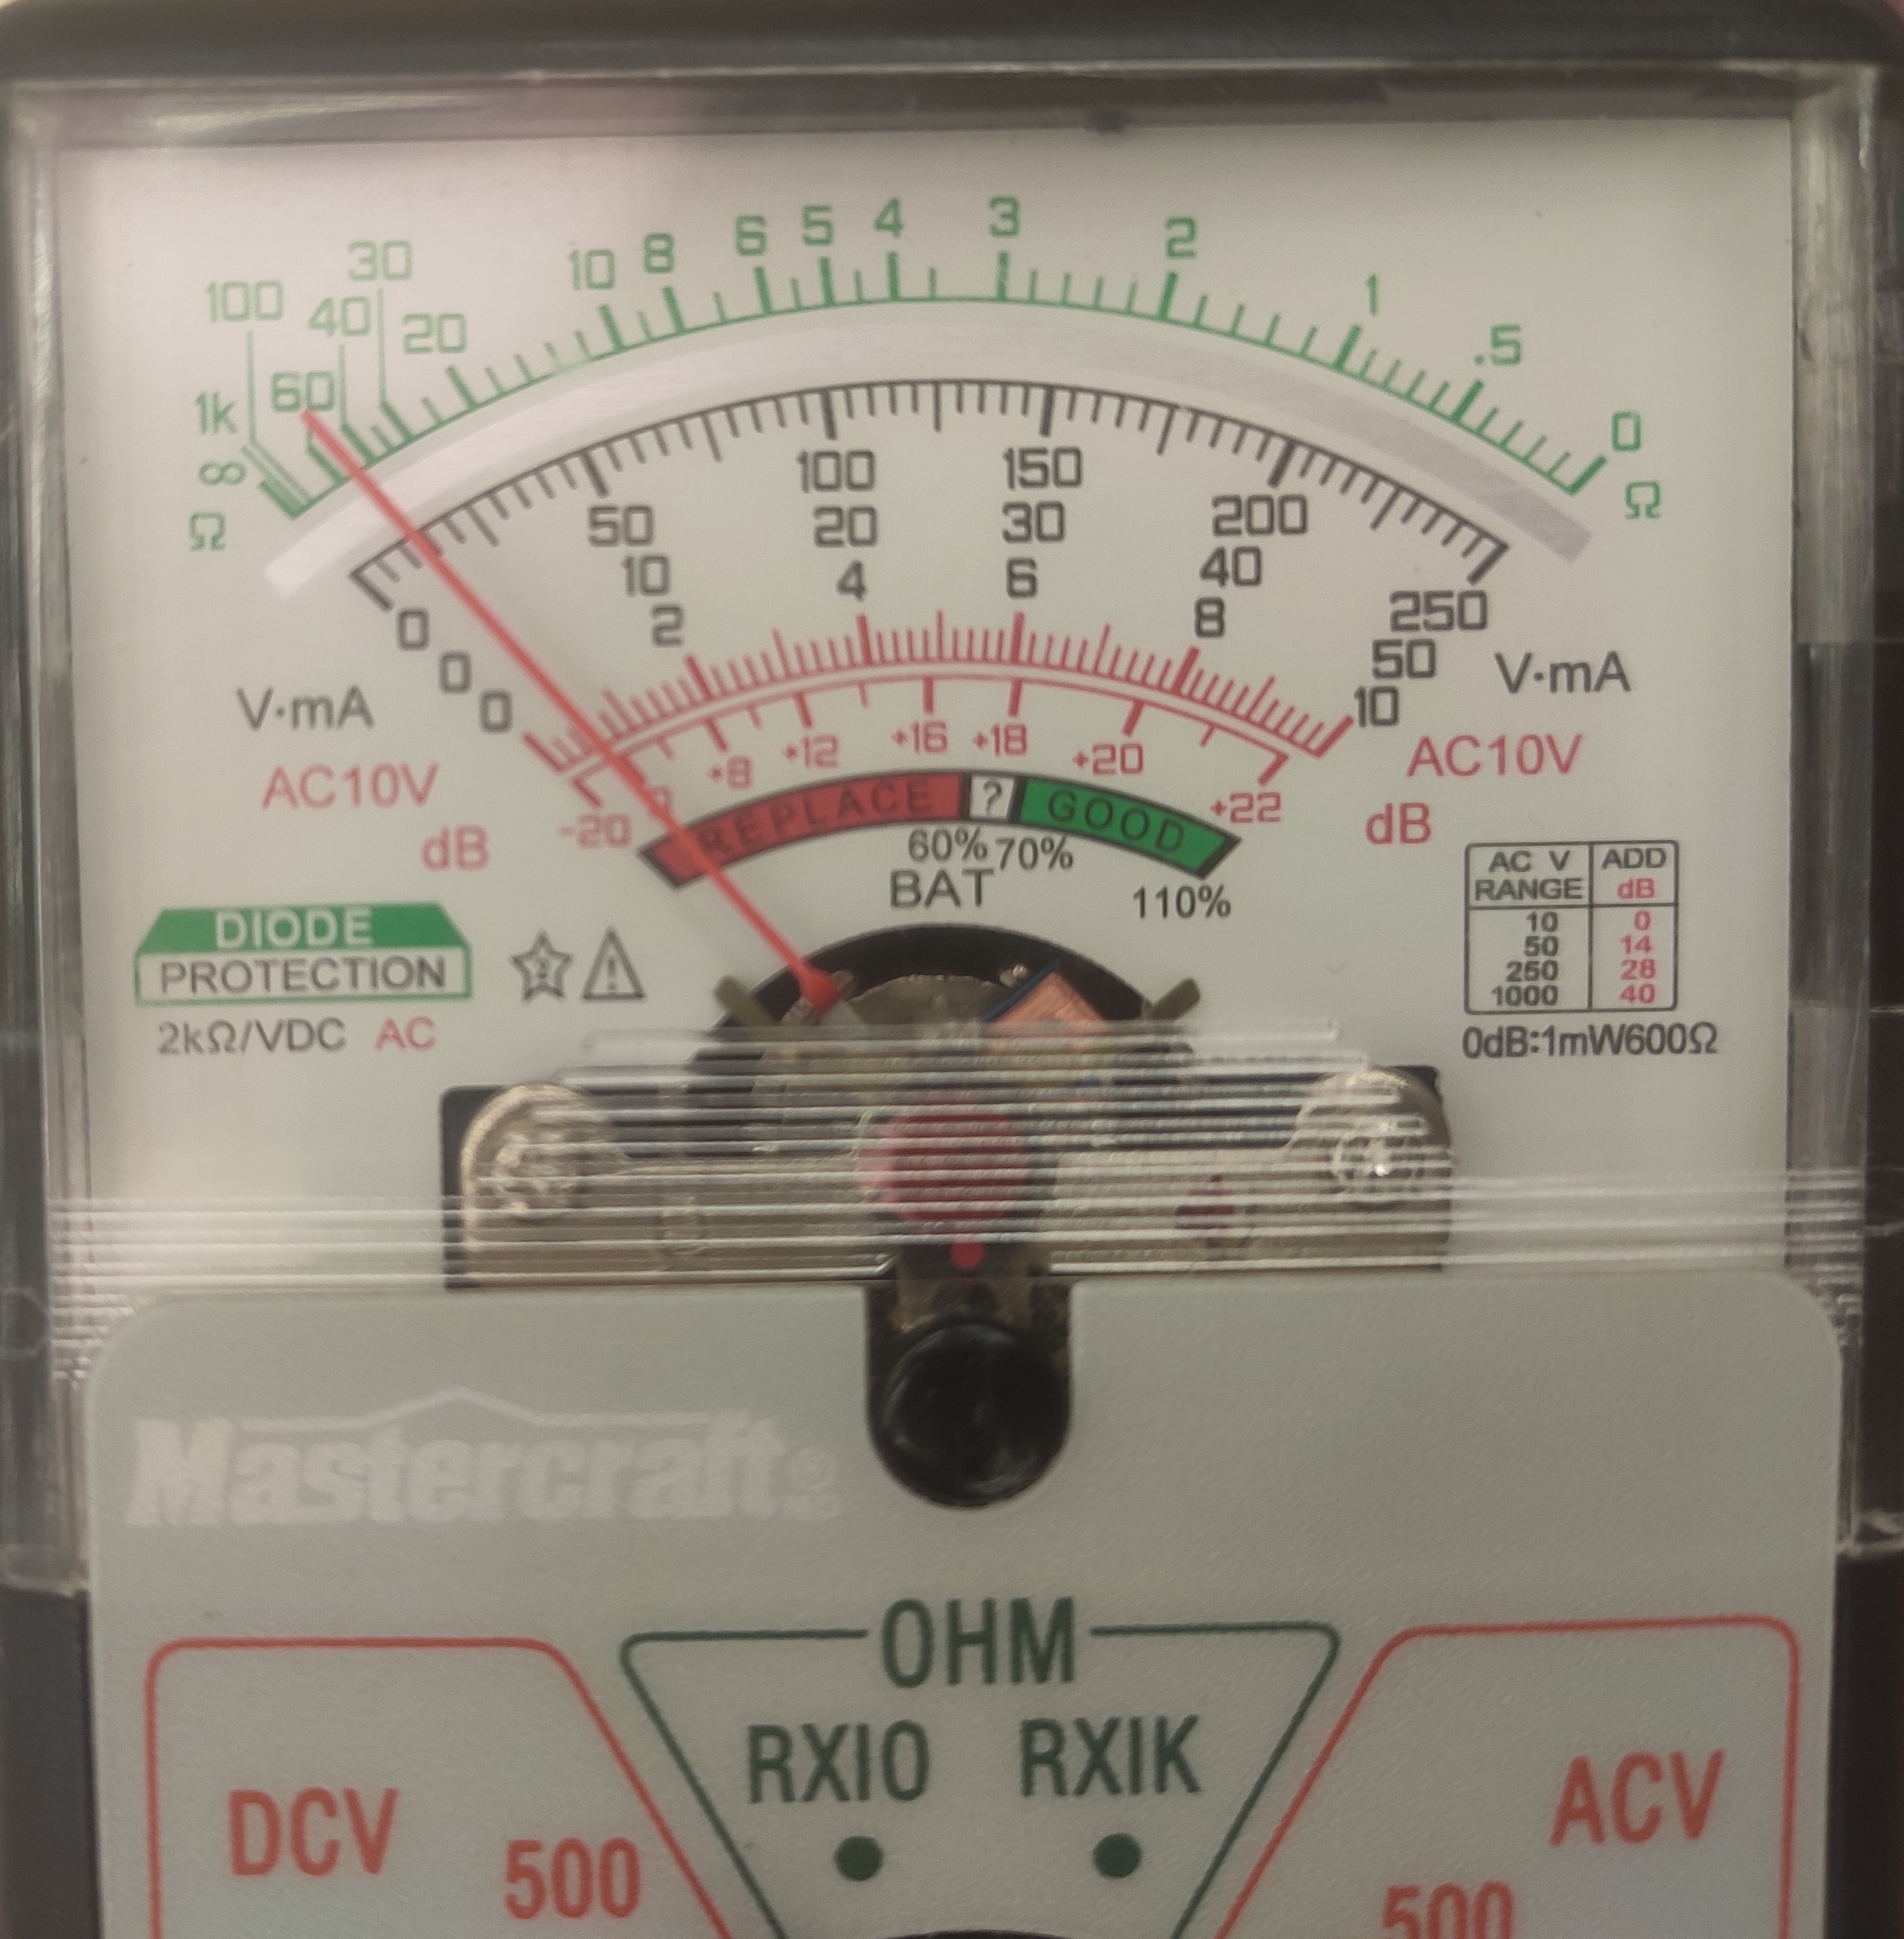 100 40 30 20 10 8 6 5 4 3 2 1 .5 0
1k 60
∞
Ω Ω
0 50 100 150 200 250
0 10 20 30 40 50
0 2 4 6 8 10
V·mA V·mA
AC10V AC10V
dB -20 0 +8 +12 +16 +18 +20 +22 dB
REPLACE ? GOOD
60% 70%
BAT
110%
DIODE
PROTECTION
2kΩ/VDC AC
2
!
AC V ADD
RANGE dB
10 0
50 14
250 28
1000 40
0dB:1mW600Ω
Mastercraft®
OHM
RX10 RX1K
DCV ACV
500 500